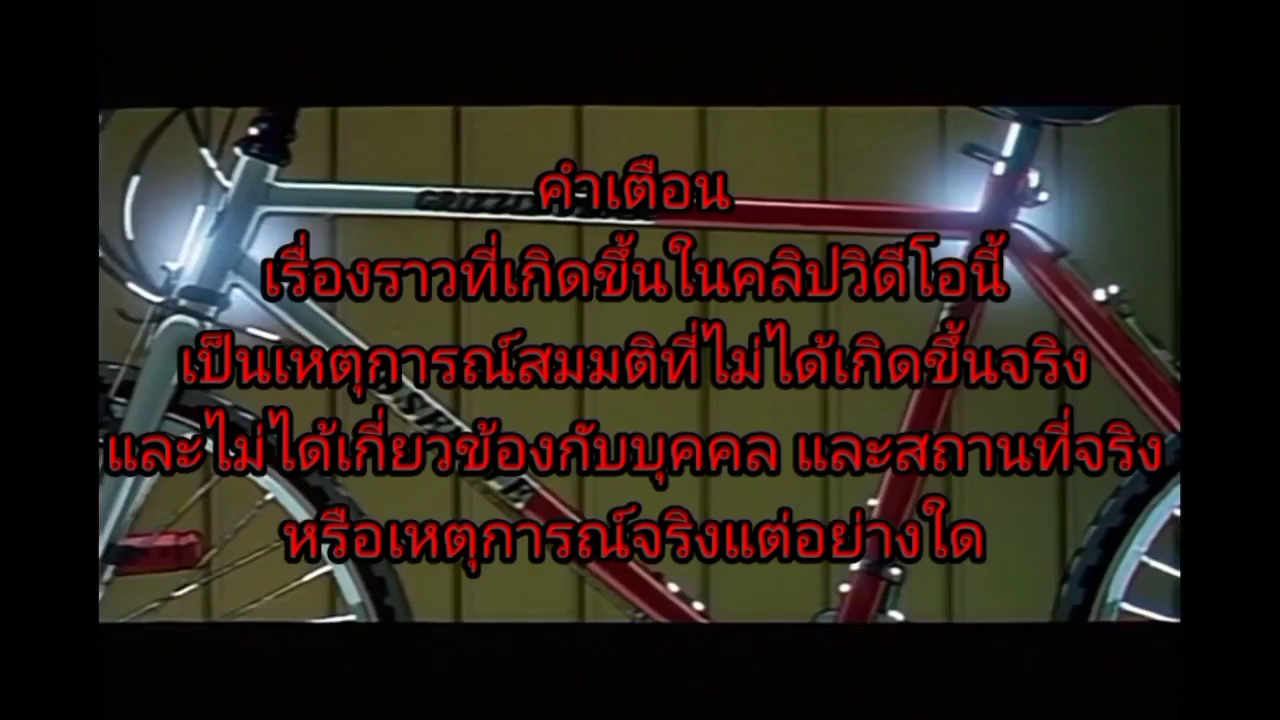 คำเตือน
เรื่องราวที่เกิดขึ้นในคลิปวิดีโอนี้
เป็นเหตุการณ์สมมติที่ไม่ได้เกิดขึ้นจริง
และไม่ได้เกี่ยวข้องกับบุคคล และสถานที่จริง
หรือเหตุการณ์จริงแต่อย่างใด